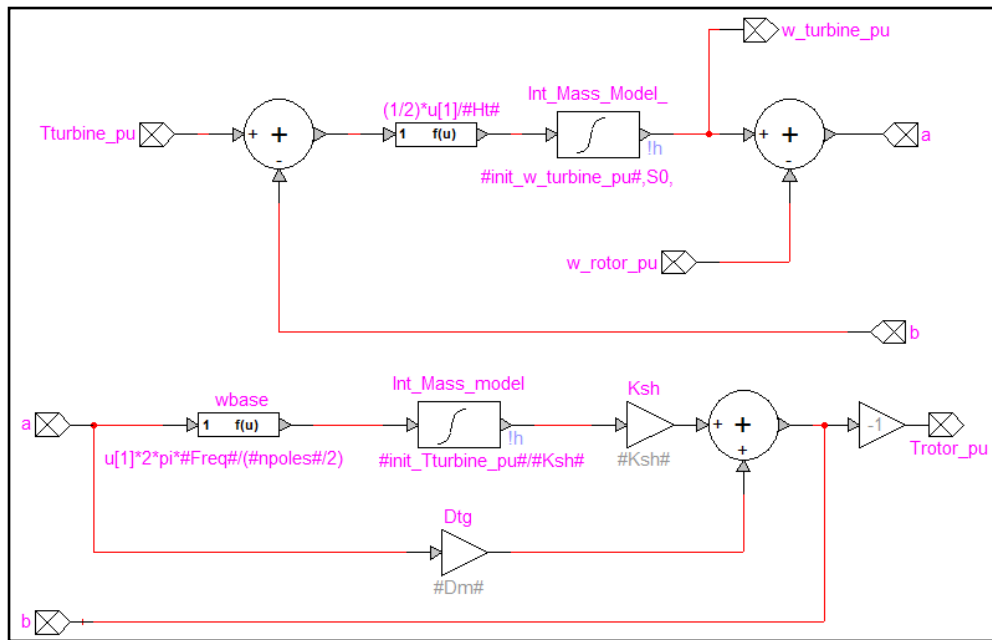 w_turbine_pu
(1/2)*u[1]/#Ht#
Int_Mass_Model_
Tturbine_pu
+
+
-
1
f(u)
!h
+
+
-
a
#init_w_turbine_pu#,S0,
w_rotor_pu
b
wbase
Int_Mass_model
Ksh
a
1
f(u)
!h
+
+
+
-1
u[1]*2*pi*#Freq#/(#npoles#/2)
#init_Tturbine_pu#/#Ksh#
#Ksh#
Trotor_pu
Dtg
#Dm#
b